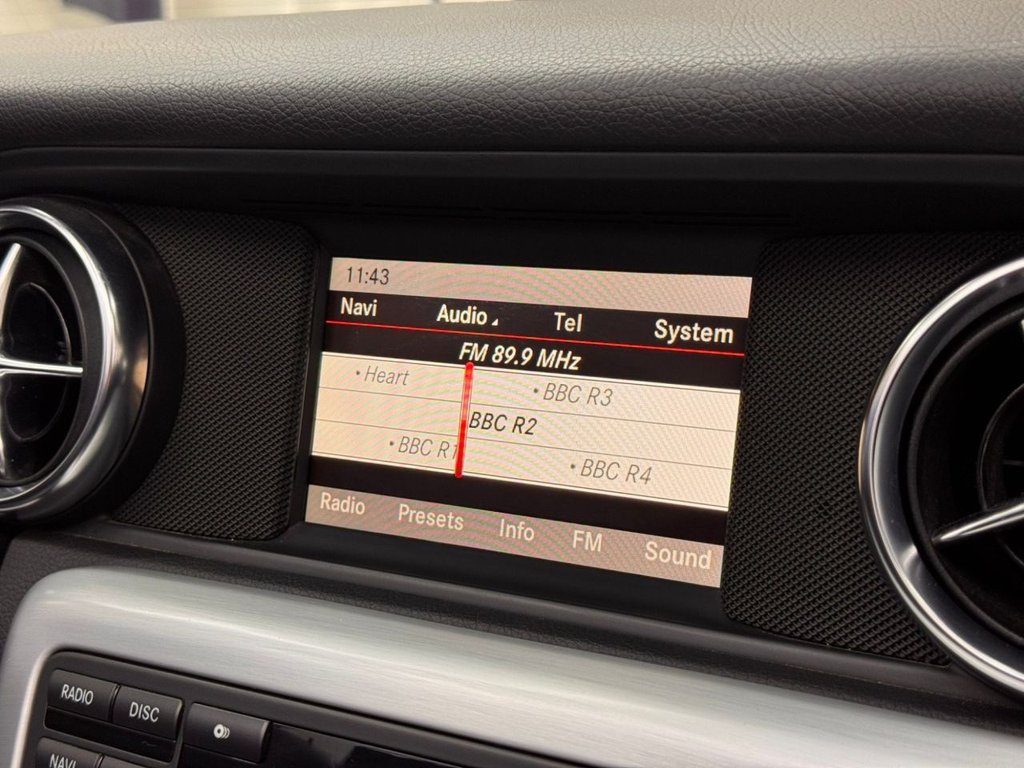 11:43
Navi Audio Tel System
FM 89.9 MHz
• Heart • BBC R3
BBC R2
• BBC R1 • BBC R4
Radio Presets Info FM Sound
RADIO DISC
NAVI